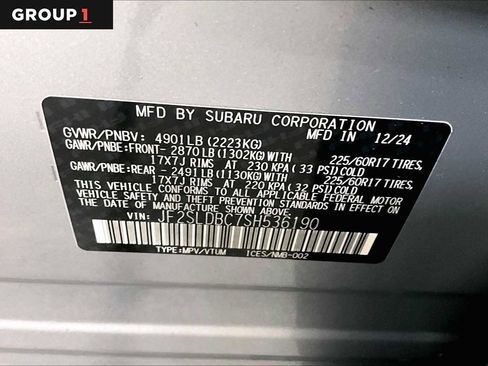 GROUP 1
MFD BY SUBARU CORPORATION 12/24
GVWR/PNBV: 4901LB (2223KG)
GAWR/PNBE:FRONT- 2870LB (1302KG)WITH 225/60R17 TIRES,
17X7J RIMS AT 230 KPA ( 33 PSI)COLD
GAWR/PNBE:REAR - 2491LB (1130KG)WITH 225/60R17 TIRES,
17X7J RIMS AT 220 KPA ( 32 PSI)COLD
THIS VEHICLE CONFORMS TO ALL APPLICABLE FEDERAL MOTOR
VEHICLE SAFETY AND THEFT PREVENTION STANDARDS IN EFFECT ON
THE DATE OF MANUFACTURE SHOWN ABOVE.
VIN: JF2SLDBC7SH536190
TYPE:MPV/VTUM ICES/NMB-002